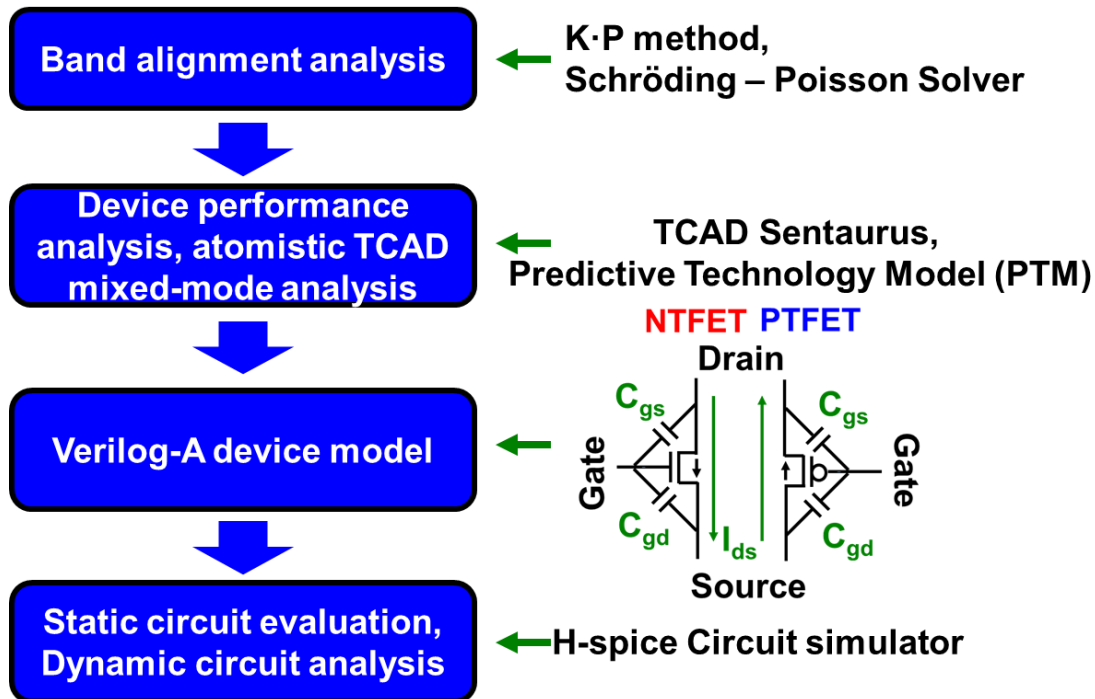 Band alignment analysis
K·P method,
Schröding – Poisson Solver
Device performance
analysis, atomistic TCAD
mixed-mode analysis
TCAD Sentaurus,
Predictive Technology Model (PTM)
NTFET PTFET
Drain
Cgs
Cgs
Verilog-A device model
Gate
Gate
Cgd
Ids
Cgd
Source
Static circuit evaluation,
Dynamic circuit analysis
H-spice Circuit simulator